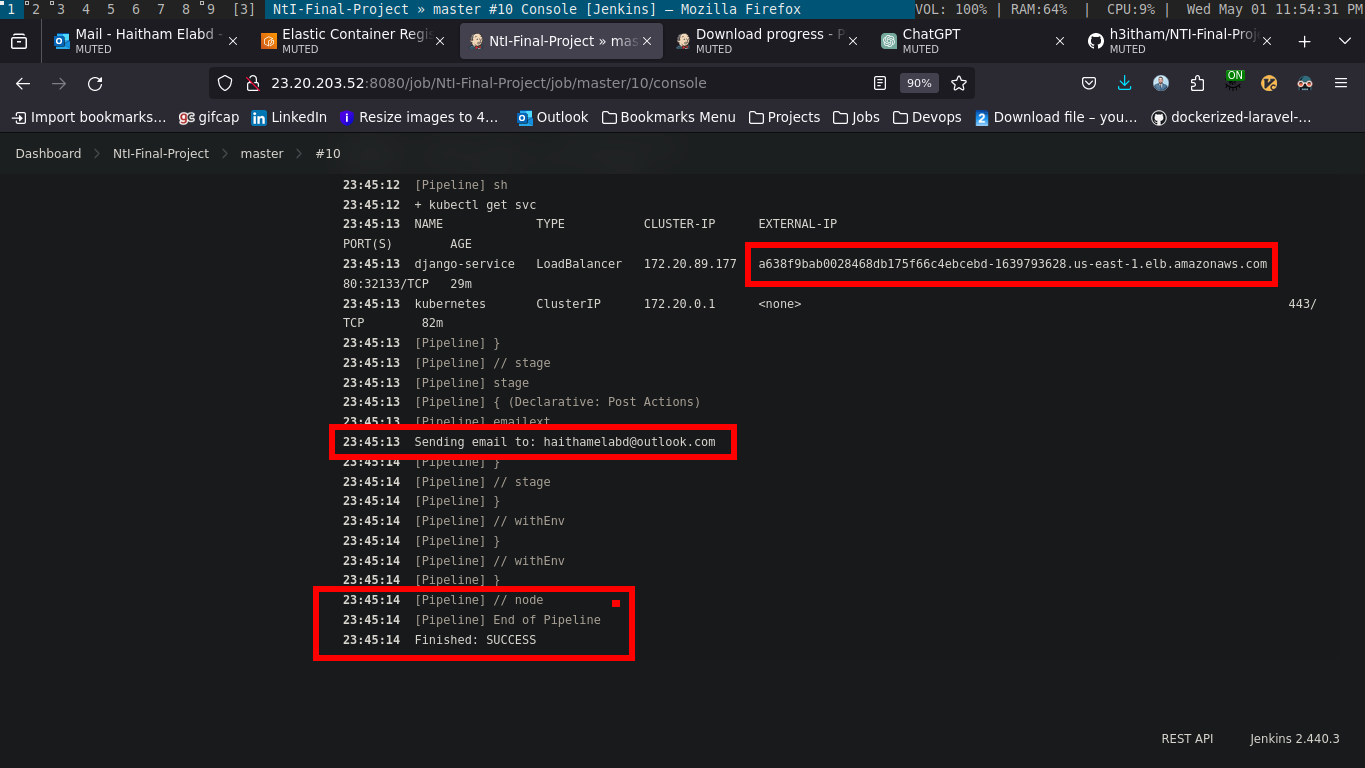 1 2 3 4 5 6 7 8 9 [3] NtI-Final-Project » master #10 Console [Jenkins] — Mozilla Firefox VOL: 100% | RAM:64% | CPU:9% | Wed May 01 11:54:31 PM
Mail - Haitham Elabd - Elastic Container Regis NtI-Final-Project » mas Download progress - P ChatGPT h3itham/NTI-Final-Proj
MUTED MUTED MUTED MUTED MUTED
23.20.203.52:8080/job/NtI-Final-Project/job/master/10/console 90% ON
Import bookmarks... gc gifcap in LinkedIn i Resize images to 4... Outlook Bookmarks Menu Projects Jobs Devops 2 Download file – you... dockerized-laravel-...
Dashboard NtI-Final-Project master #10
23:45:12 [Pipeline] sh
23:45:12 + kubectl get svc
23:45:13 NAME TYPE CLUSTER-IP EXTERNAL-IP
PORT(S) AGE
23:45:13 django-service LoadBalancer 172.20.89.177 a638f9bab0028468db175f66c4ebcebd-1639793628.us-east-1.elb.amazonaws.com
80:32133/TCP 29m
23:45:13 kubernetes ClusterIP 172.20.0.1 <none> 443/
TCP 82m
23:45:13 [Pipeline] }
23:45:13 [Pipeline] // stage
23:45:13 [Pipeline] stage
23:45:13 [Pipeline] { (Declarative: Post Actions)
23:45:13 [Pipeline] emailext
23:45:13 Sending email to: haithamelabd@outlook.com
23:45:14 [Pipeline] }
23:45:14 [Pipeline] // stage
23:45:14 [Pipeline] }
23:45:14 [Pipeline] // withEnv
23:45:14 [Pipeline] }
23:45:14 [Pipeline] // withEnv
23:45:14 [Pipeline] }
23:45:14 [Pipeline] // node
23:45:14 [Pipeline] End of Pipeline
23:45:14 Finished: SUCCESS
REST API Jenkins 2.440.3